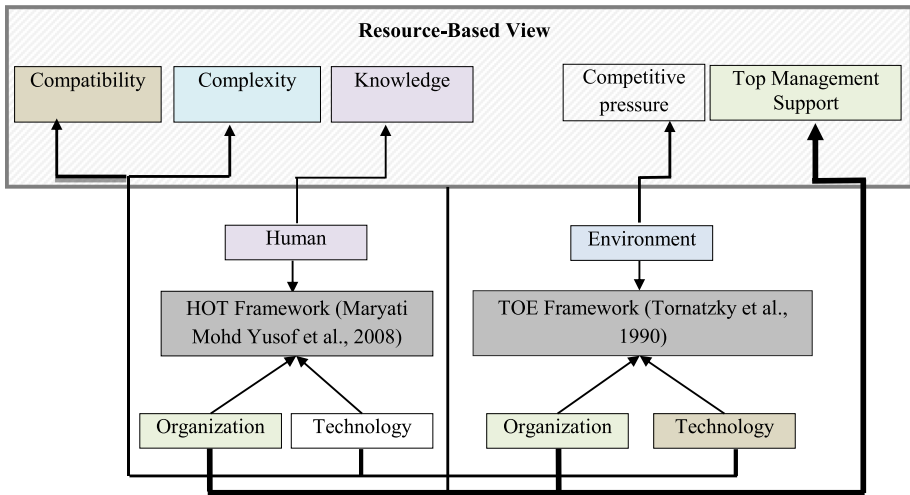 Resource-Based View
Compatibility
Complexity
Knowledge
Competitive
pressure
Top Management
Support
Human
Environment
HOT Framework (Maryati
Mohd Yusof et al., 2008)
TOE Framework (Tornatzky et al.,
1990)
Organization
Technology
Organization
Technology